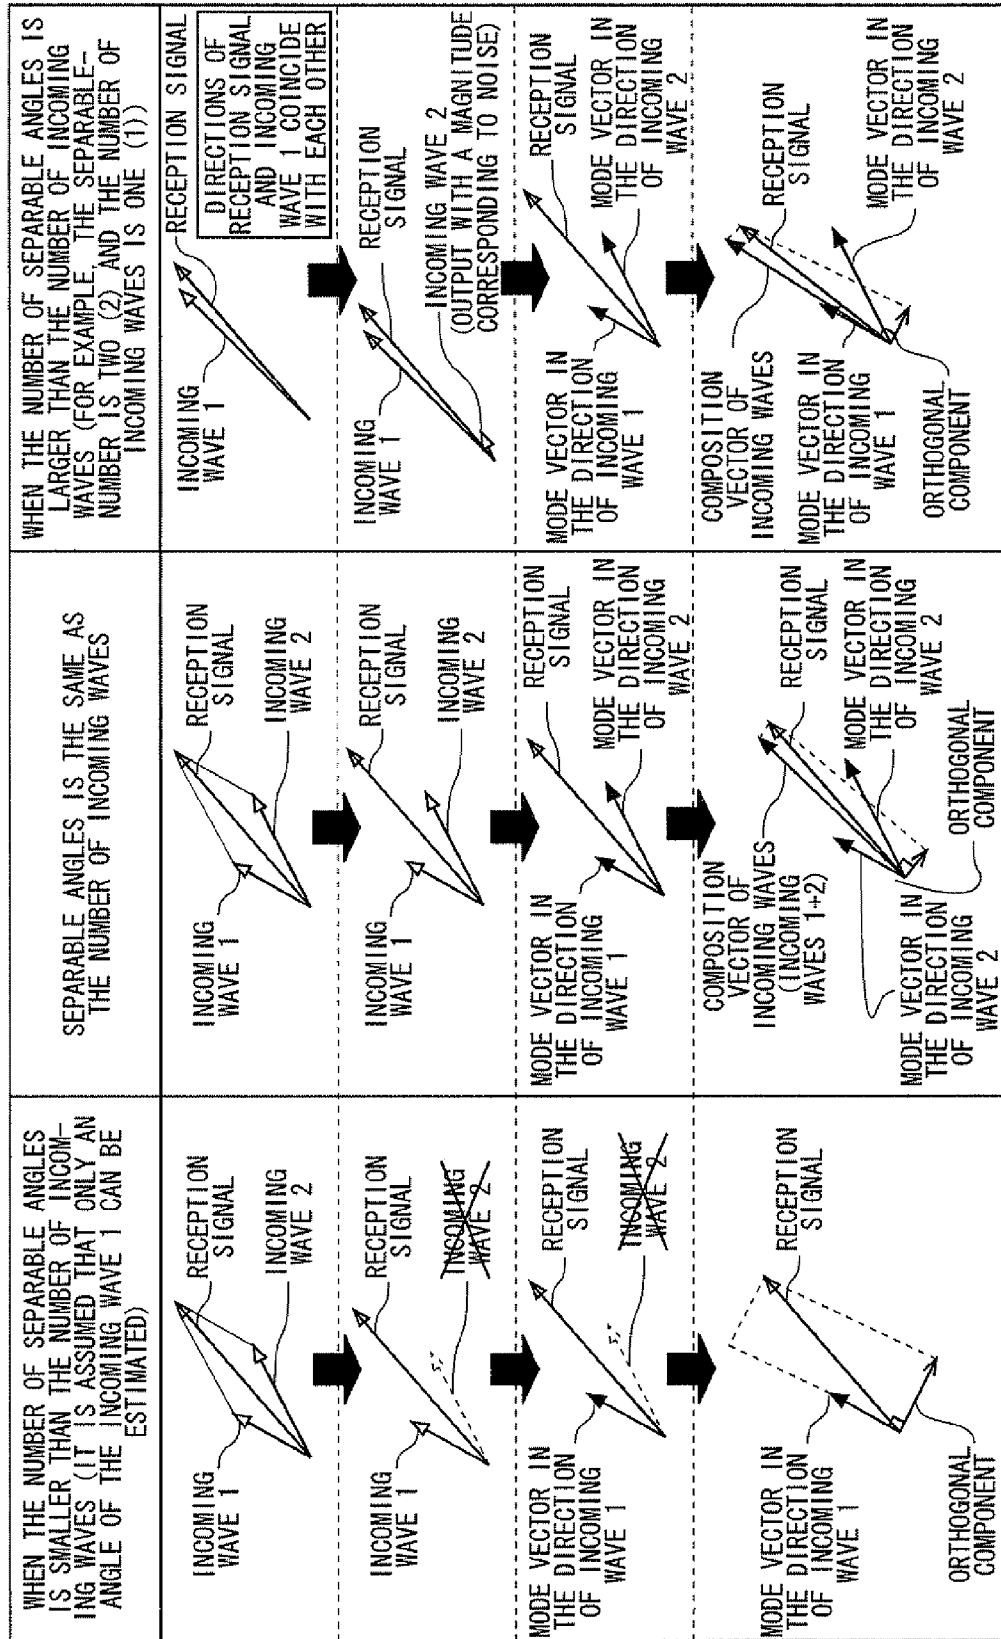 WHEN THE NUMBER OF SEPARABLE ANGLES
IS SMALLER THAN THE NUMBER OF INCOM-
ING WAVES (IT IS ASSUMED THAT ONLY AN
ANGLE OF THE INCOMING WAVE 1 CAN BE
ESTIMATED)
INCOMING
WAVE 1
RECEPTION
SIGNAL
INCOMING
WAVE 2
INCOMING
WAVE 1
RECEPTION
SIGNAL
INCOMING
WAVE 2
MODE VECTOR IN
THE DIRECTION
OF INCOMING
WAVE 1
RECEPTION
SIGNAL
INCOMING
WAVE 2
MODE VECTOR IN
THE DIRECTION
OF INCOMING
WAVE 1
RECEPTION
SIGNAL
ORTHOGONAL
COMPONENT
SEPARABLE ANGLES IS THE SAME AS
THE NUMBER OF INCOMING WAVES
INCOMING
WAVE 1
RECEPTION
SIGNAL
INCOMING
WAVE 2
INCOMING
WAVE 1
RECEPTION
SIGNAL
INCOMING
WAVE 2
MODE VECTOR IN
THE DIRECTION
OF INCOMING
WAVE 1
RECEPTION
SIGNAL
MODE VECTOR IN
THE DIRECTION
OF INCOMING
WAVE 2
COMPOSITION
VECTOR OF
INCOMING WAVES
(INCOMING
WAVES 1+2)
MODE VECTOR IN
THE DIRECTION
OF INCOMING
WAVE 2
RECEPTION
SIGNAL
MODE VECTOR IN
THE DIRECTION
OF INCOMING
WAVE 2
ORTHOGONAL
COMPONENT
WHEN THE NUMBER OF SEPARABLE ANGLES IS
LARGER THAN THE NUMBER OF INCOMING
WAVES (FOR EXAMPLE, THE SEPARABLE-
NUMBER IS TWO (2) AND THE NUMBER OF
INCOMING WAVES IS ONE (1))
INCOMING
WAVE 1
RECEPTION SIGNAL
DIRECTIONS OF
RECEPTION SIGNAL
AND INCOMING
WAVE 1 COINCIDE
WITH EACH OTHER
INCOMING
WAVE 1
RECEPTION
SIGNAL
INCOMING WAVE 2
(OUTPUT WITH A MAGNITUDE
CORRESPONDING TO NOISE)
MODE VECTOR IN
THE DIRECTION
OF INCOMING
WAVE 1
RECEPTION
SIGNAL
MODE VECTOR IN
THE DIRECTION
OF INCOMING
WAVE 2
COMPOSITION
VECTOR OF
INCOMING WAVES
MODE VECTOR IN
THE DIRECTION
OF INCOMING
WAVE 1
ORTHOGONAL
COMPONENT
RECEPTION
SIGNAL
MODE VECTOR IN
THE DIRECTION
OF INCOMING
WAVE 2